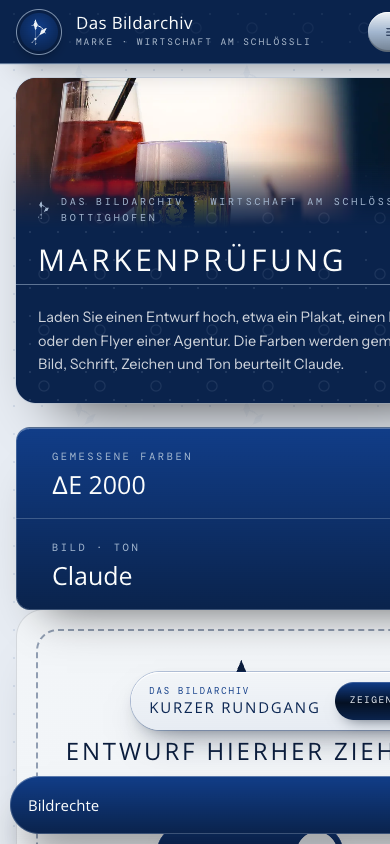 Das Bildarchiv
MARKE · WIRTSCHAFT AM SCHLÖSSLI
DAS BILDARCHIV · WIRTSCHAFT AM SCHLÖSS
BOTTIGHOFEN
MARKENPRÜFUNG
Laden Sie einen Entwurf hoch, etwa ein Plakat, einen
oder den Flyer einer Agentur. Die Farben werden gem
Bild, Schrift, Zeichen und Ton beurteilt Claude.
GEMESSENE FARBEN
ΔE 2000
BILD · TON
Claude
DAS BILDARCHIV
KURZER RUNDGANG
ZEIGEN
ENTWURF HIERHER ZIEH
Bildrechte